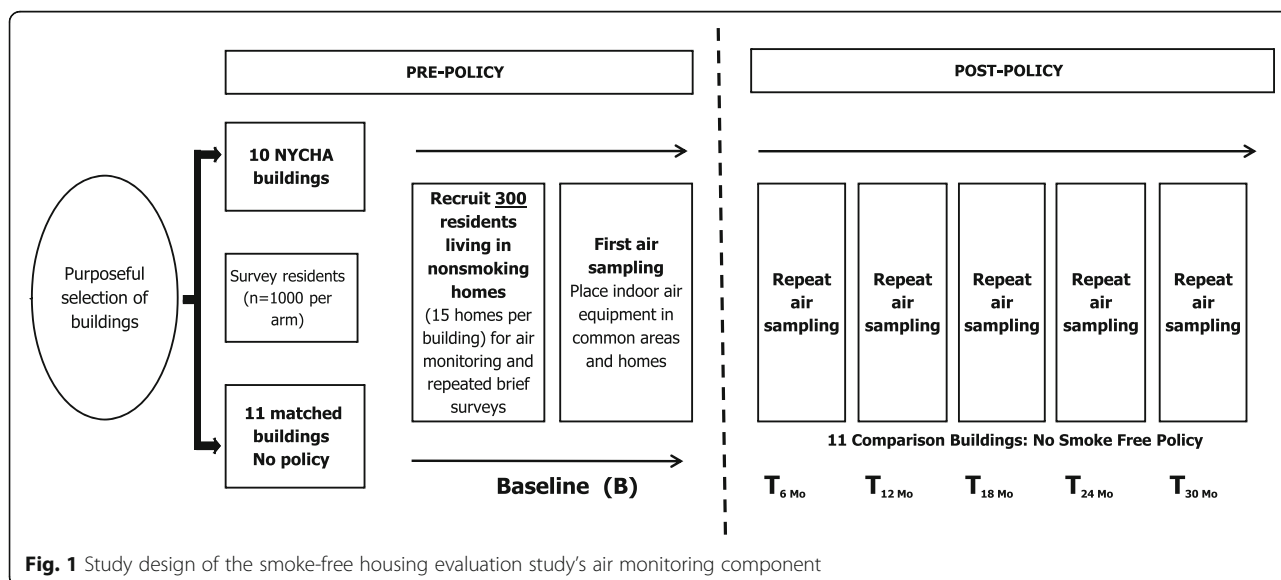 PRE-POLICY
POST-POLICY
Purposeful
selection of
buildings
10 NYCHA
buildings
Survey residents
(n=1000 per
arm)
11 matched
buildings
No policy
Recruit 300
residents
living in
nonsmoking
homes
(15 homes per
building) for air
monitoring and
repeated brief
surveys
First air
sampling
Place indoor air
equipment in
common areas
and homes
Baseline (B)
Repeat
air
sampling
Repeat
air
sampling
Repeat
air
sampling
Repeat
air
sampling
Repeat
air
sampling
11 Comparison Buildings: No Smoke Free Policy
T6 Mo T12 Mo T18 Mo T24 Mo T30 Mo
Fig. 1 Study design of the smoke-free housing evaluation study's air monitoring component